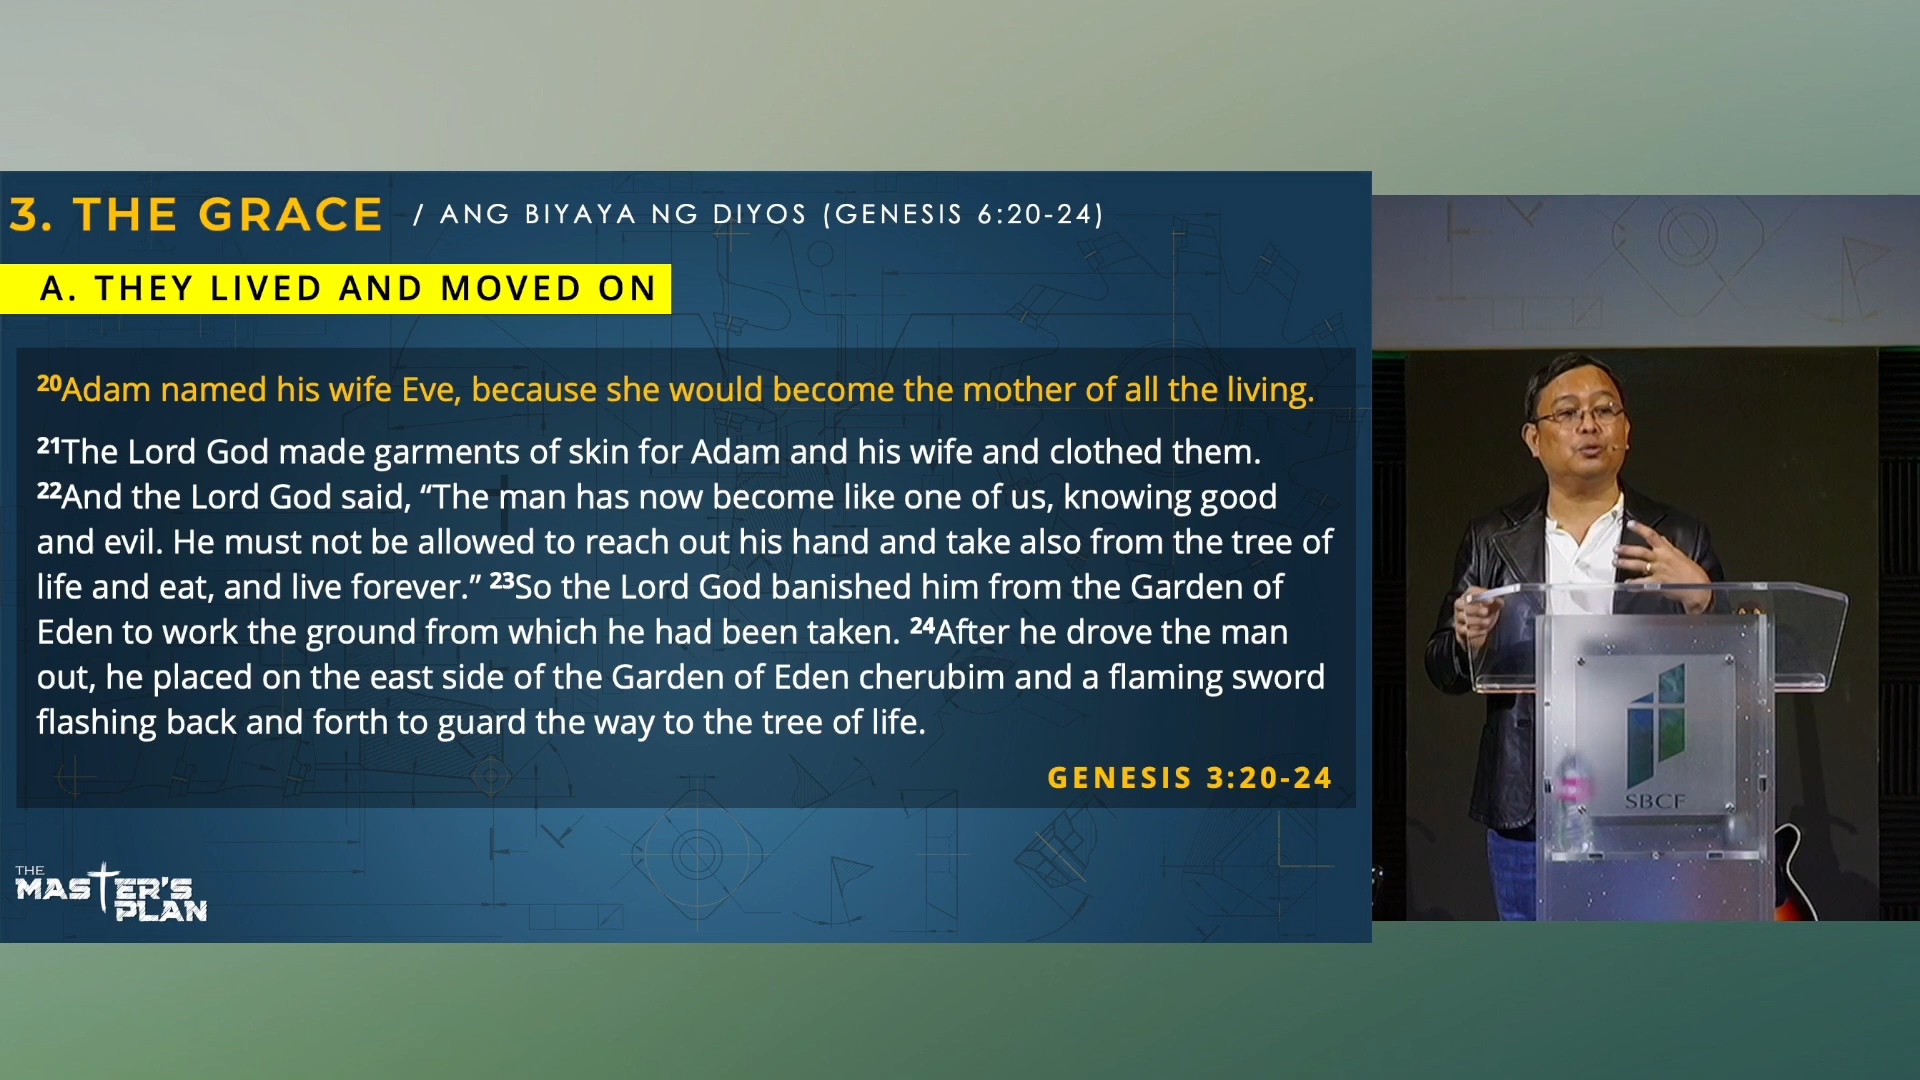 3. THE GRACE / ANG BIYAYA NG DIYOS (GENESIS 6:20-24)
A. THEY LIVED AND MOVED ON
20Adam named his wife Eve, because she would become the mother of all the living.
21The Lord God made garments of skin for Adam and his wife and clothed them.
22And the Lord God said, “The man has now become like one of us, knowing good
and evil. He must not be allowed to reach out his hand and take also from the tree of
life and eat, and live forever.” 23So the Lord God banished him from the Garden of
Eden to work the ground from which he had been taken. 24After he drove the man
out, he placed on the east side of the Garden of Eden cherubim and a flaming sword
flashing back and forth to guard the way to the tree of life.
GENESIS 3:20-24
THE
MASTER'S
PLAN
SBCF